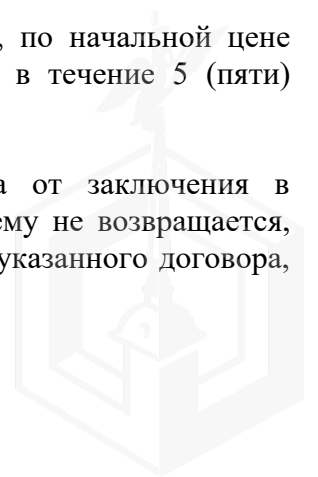 , по начальной цене
в течение 5 (пяти)
а от заключения в
ему не возвращается,
указанного договора,